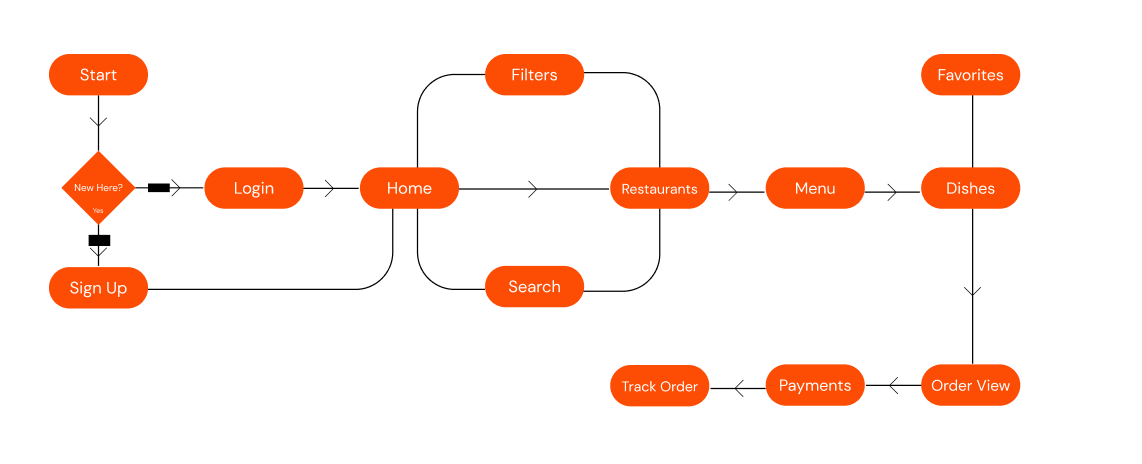 Start
Filters
Favorites
New Here?
Yes
Login
Home
Restaurants
Menu
Dishes
Sign Up
Search
Track Order
Payments
Order View